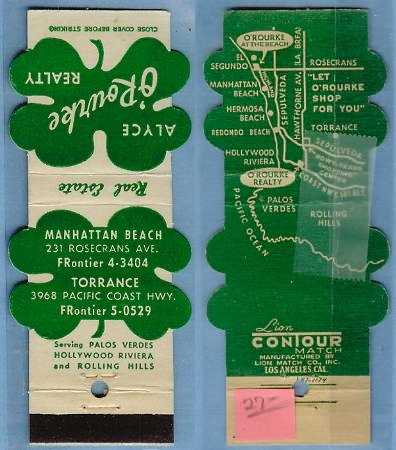 CLOSE COVER BEFORE STRIKING
ALYCE
O'Rourke
REALTY
Real Estate
MANHATTAN BEACH
231 ROSECRANS AVE.
FRontier 4-3404
TORRANCE
3968 PACIFIC COAST HWY.
FRontier 5-0529
Serving PALOS VERDES
HOLLYWOOD RIVIERA
and ROLLING HILLS
O'ROURKE
AT THE BEACH
EL
SEGUNDO
LA BREA
ROSECRANS
MANHATTAN
BEACH
SEPULVEDA
HAWTHORNE AV.
"LET
O'ROURKE
SHOP
FOR YOU"
HERMOSA
BEACH
REDONDO BEACH
TORRANCE
HOLLYWOOD
RIVIERA
SEPULVEDA
O'ROURKE
REALTY
PALOS
VERDES
ROLLING
HILLS
PACIFIC OCEAN
Lion
CONTOUR
MATCH
MANUFACTURED BY
LION MATCH CO., INC.
LOS ANGELES CAL.
27-